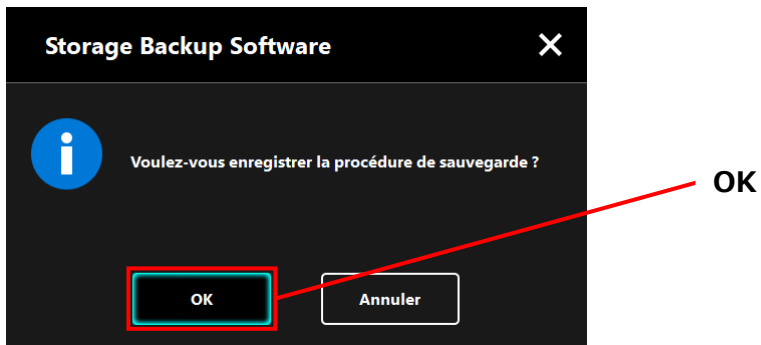 Storage Backup Software
Voulez-vous enregistrer la procédure de sauvegarde ?
OK
OK
Annuler